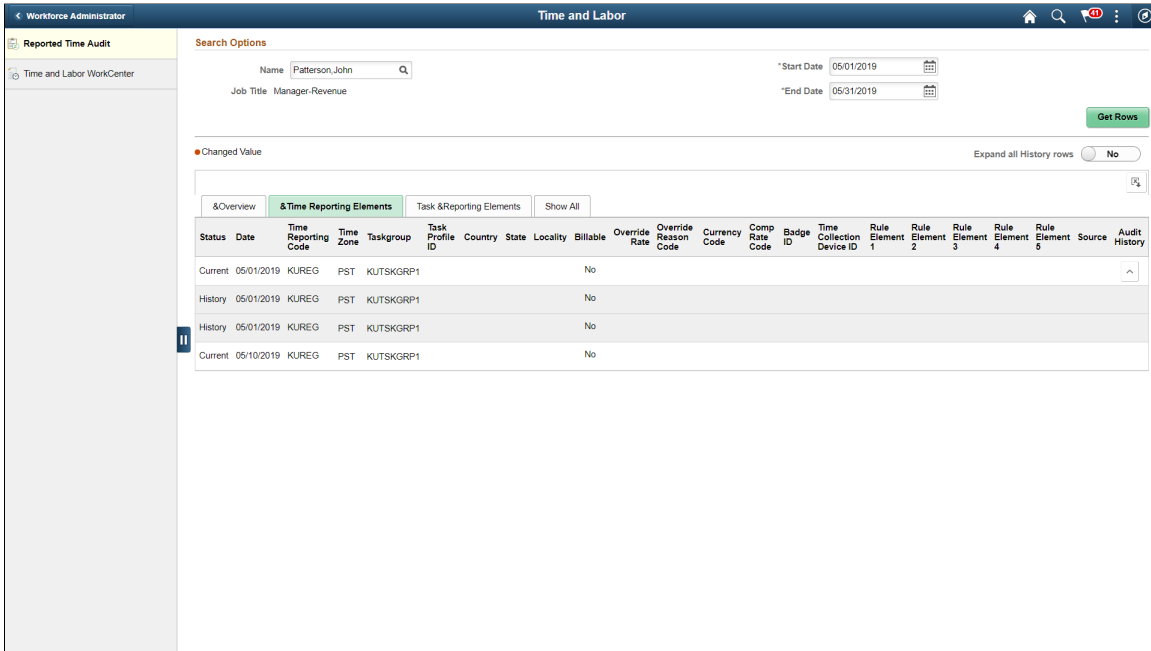 Workforce Administrator
Time and Labor
41
Reported Time Audit
Time and Labor WorkCenter
Search Options
Name Patterson,John
*Start Date 05/01/2019
Job Title Manager-Revenue
*End Date 05/31/2019
Get Rows
Changed Value
Expand all History rows No
&Overview &Time Reporting Elements Task &Reporting Elements Show All
Status Date Time Reporting Code Time Zone Taskgroup Task Profile ID Country State Locality Billable Override Rate Override Reason Code Currency Code Comp Rate Code Badge ID Time Collection Device ID Rule Element 1 Rule Element 2 Rule Element 3 Rule Element 4 Rule Element 5 Source Audit History
Current 05/01/2019 KUREG PST KUTSKGRP1 No
History 05/01/2019 KUREG PST KUTSKGRP1 No
History 05/01/2019 KUREG PST KUTSKGRP1 No
Current 05/10/2019 KUREG PST KUTSKGRP1 No